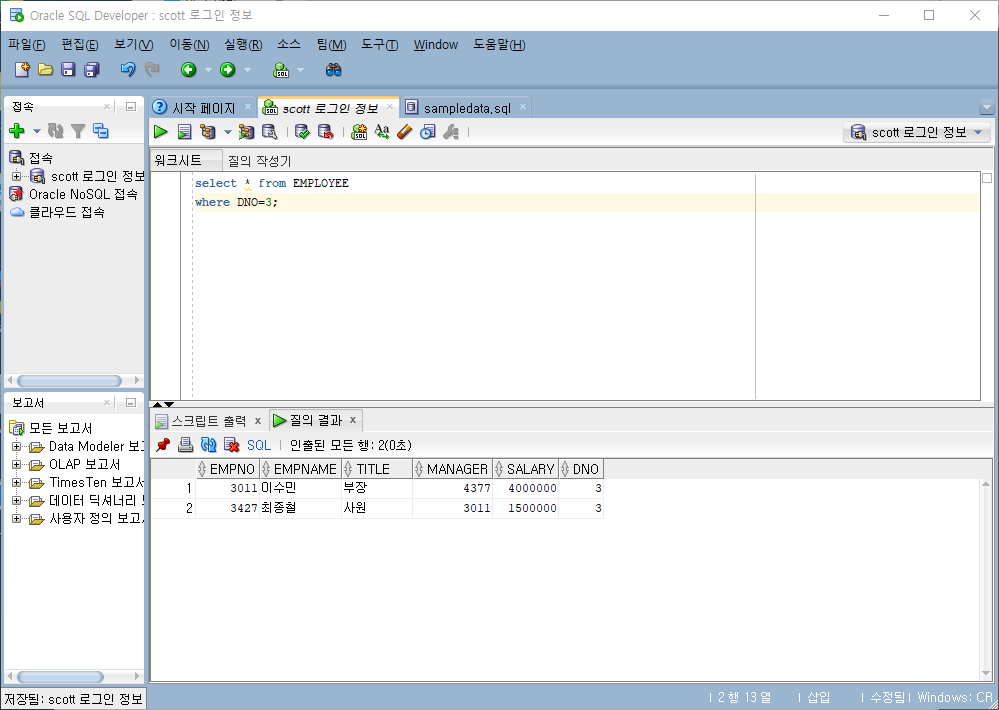 Oracle SQL Developer : scott 로그인 정보
파일(F) 편집(E) 보기(V) 이동(N) 실행(R) 소스 팀(M) 도구(T) Window 도움말(H)
접속
시작 페이지 scott 로그인 정보 sampledata.sql
scott 로그인 정보
접속
scott 로그인 정보
Oracle NoSQL 접속
클라우드 접속
워크시트 질의 작성기
select * from EMPLOYEE
where DNO=3;
보고서
모든 보고서
Data Modeler 보고
OLAP 보고서
TimesTen 보고서
데이터 딕셔너리
사용자 정의 보고서
스크립트 출력 x 질의 결과 x
SQL | 인출된 모든 행: 2(0초)
EMPNO EMPNAME TITLE MANAGER SALARY DNO
1 3011 이수민 부장 4377 4000000 3
2 3427 최종철 사원 3011 1500000 3
저장됨: scott 로그인 정보
| 2 행 13 열 | 삽입 | 수정됨 | Windows: CR